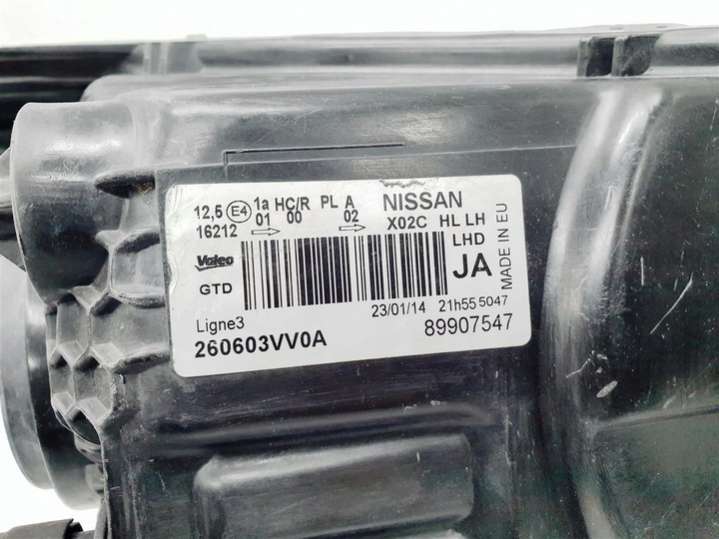 12,5 E4 1a HC/R PL A NISSAN
16212 01 00 02 X02C HL LH
LHD
Valeo
GTD
JA
MADE IN EU
23/01/14 21h55 5047
Ligne3
89907547
260603VV0A